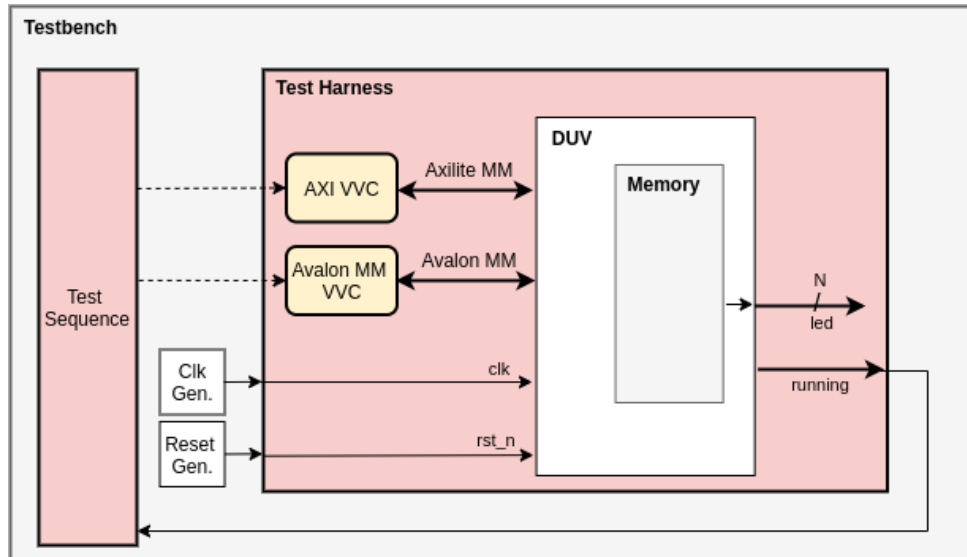 Testbench
Test Harness
DUV
Axilite MM
AXI VVC
Memory
Avalon MM
Avalon MM
VVC
Test
Sequence
N
led
Clk
Gen.
clk
running
Reset
Gen.
rst_n